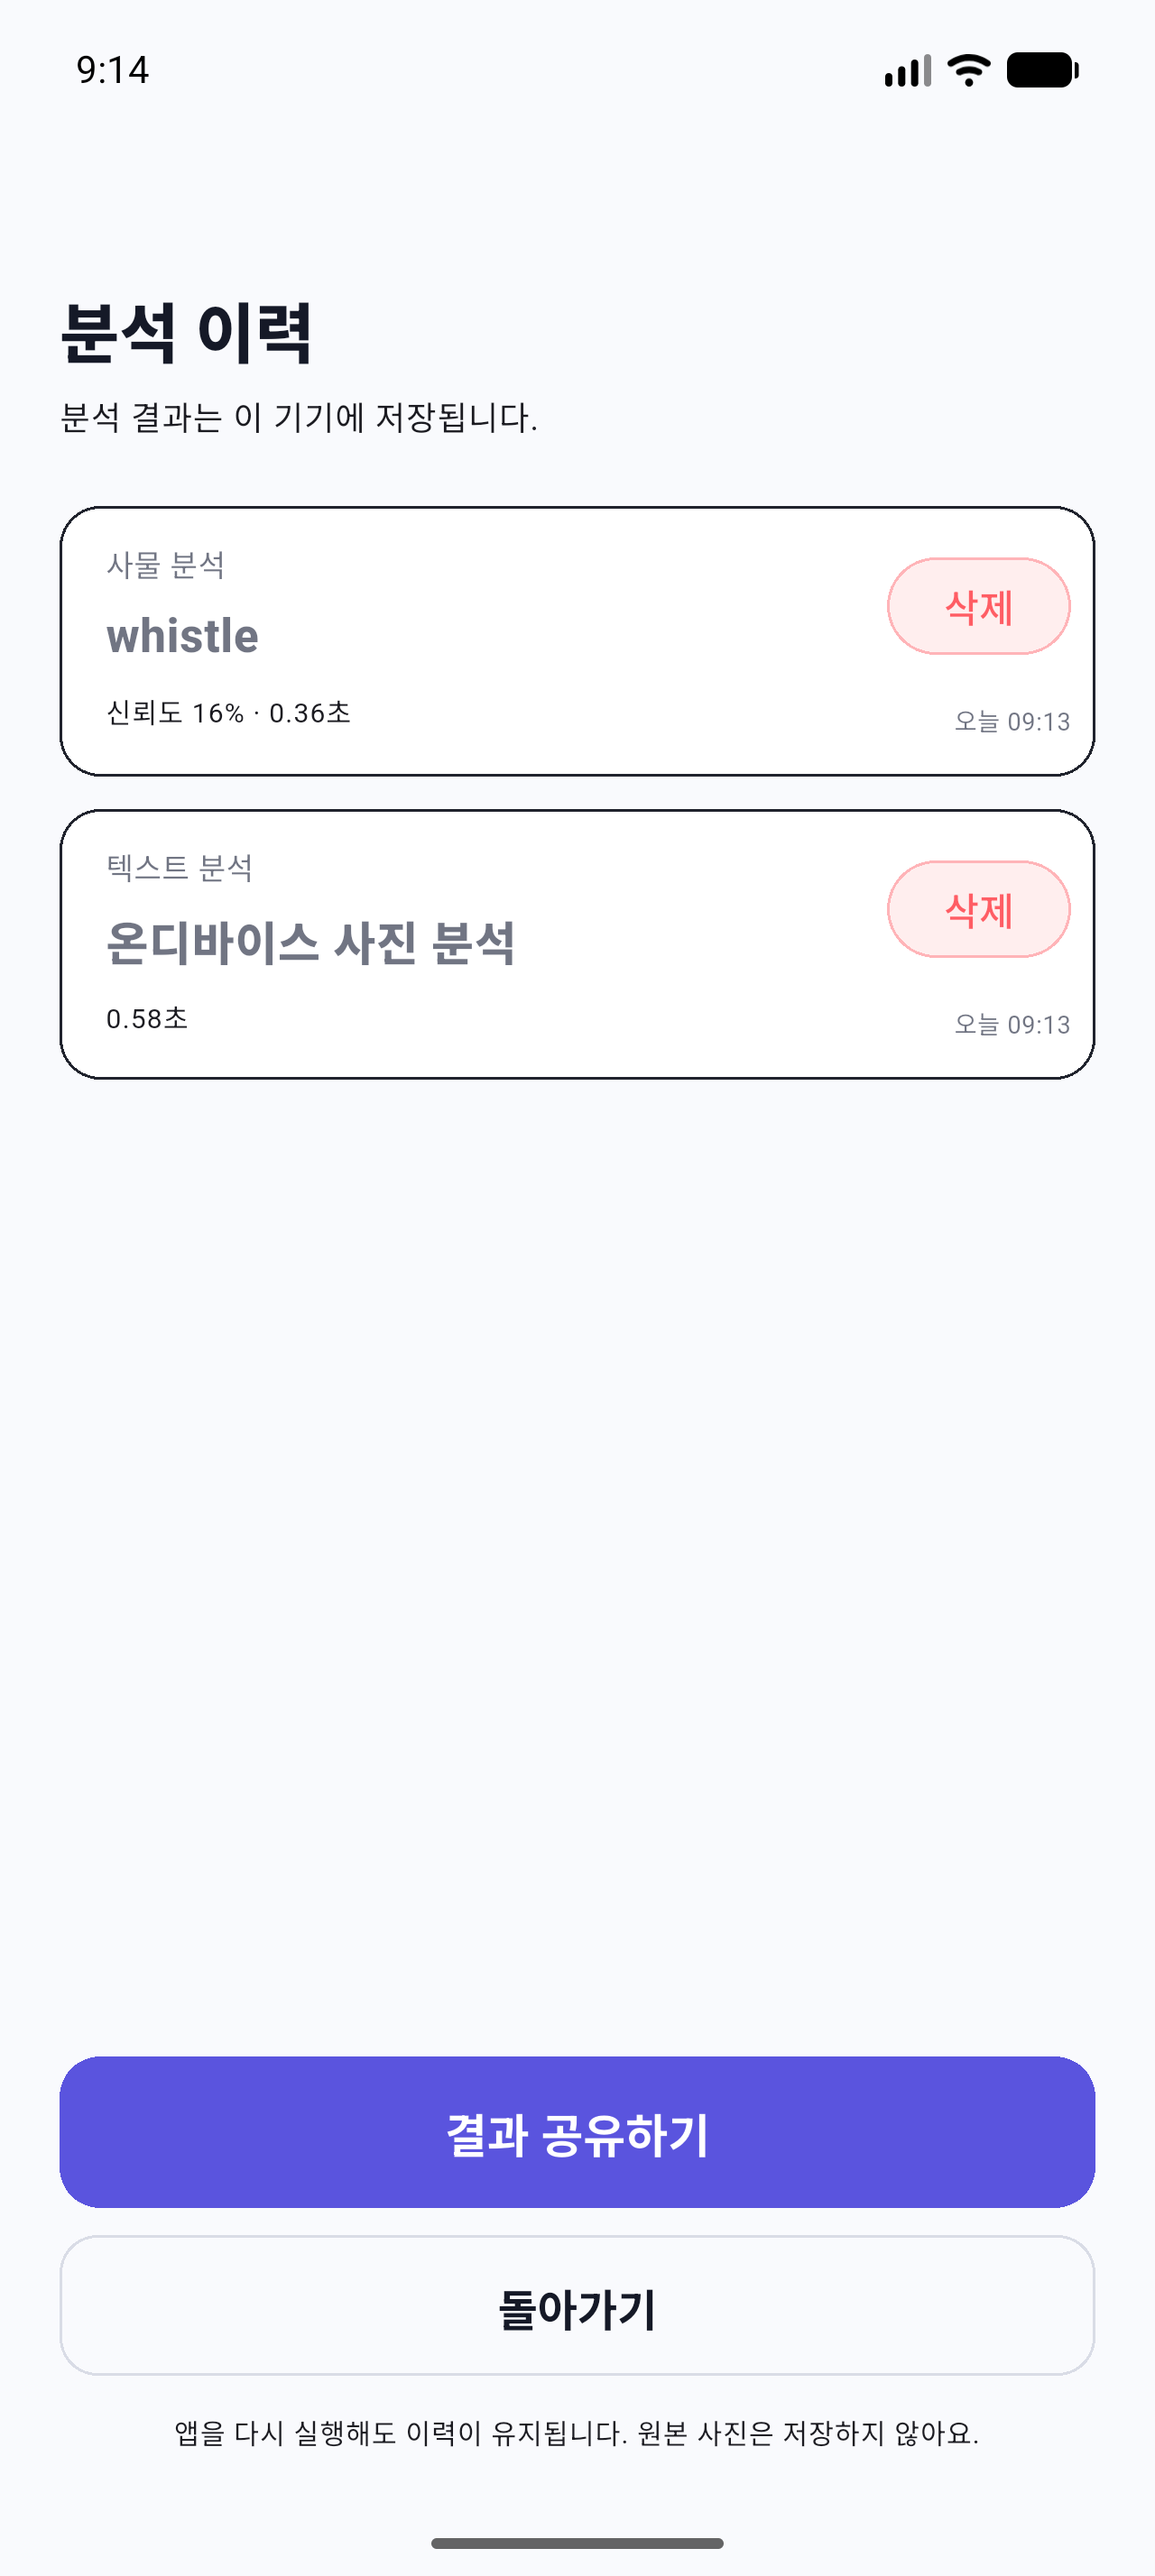 9:14
분석 이력
분석 결과는 이 기기에 저장됩니다.
사물 분석
삭제
whistle
신뢰도 16% · 0.36초
오늘 09:13
텍스트 분석
삭제
온디바이스 사진 분석
0.58초
오늘 09:13
결과 공유하기
돌아가기
앱을 다시 실행해도 이력이 유지됩니다. 원본 사진은 저장하지 않아요.